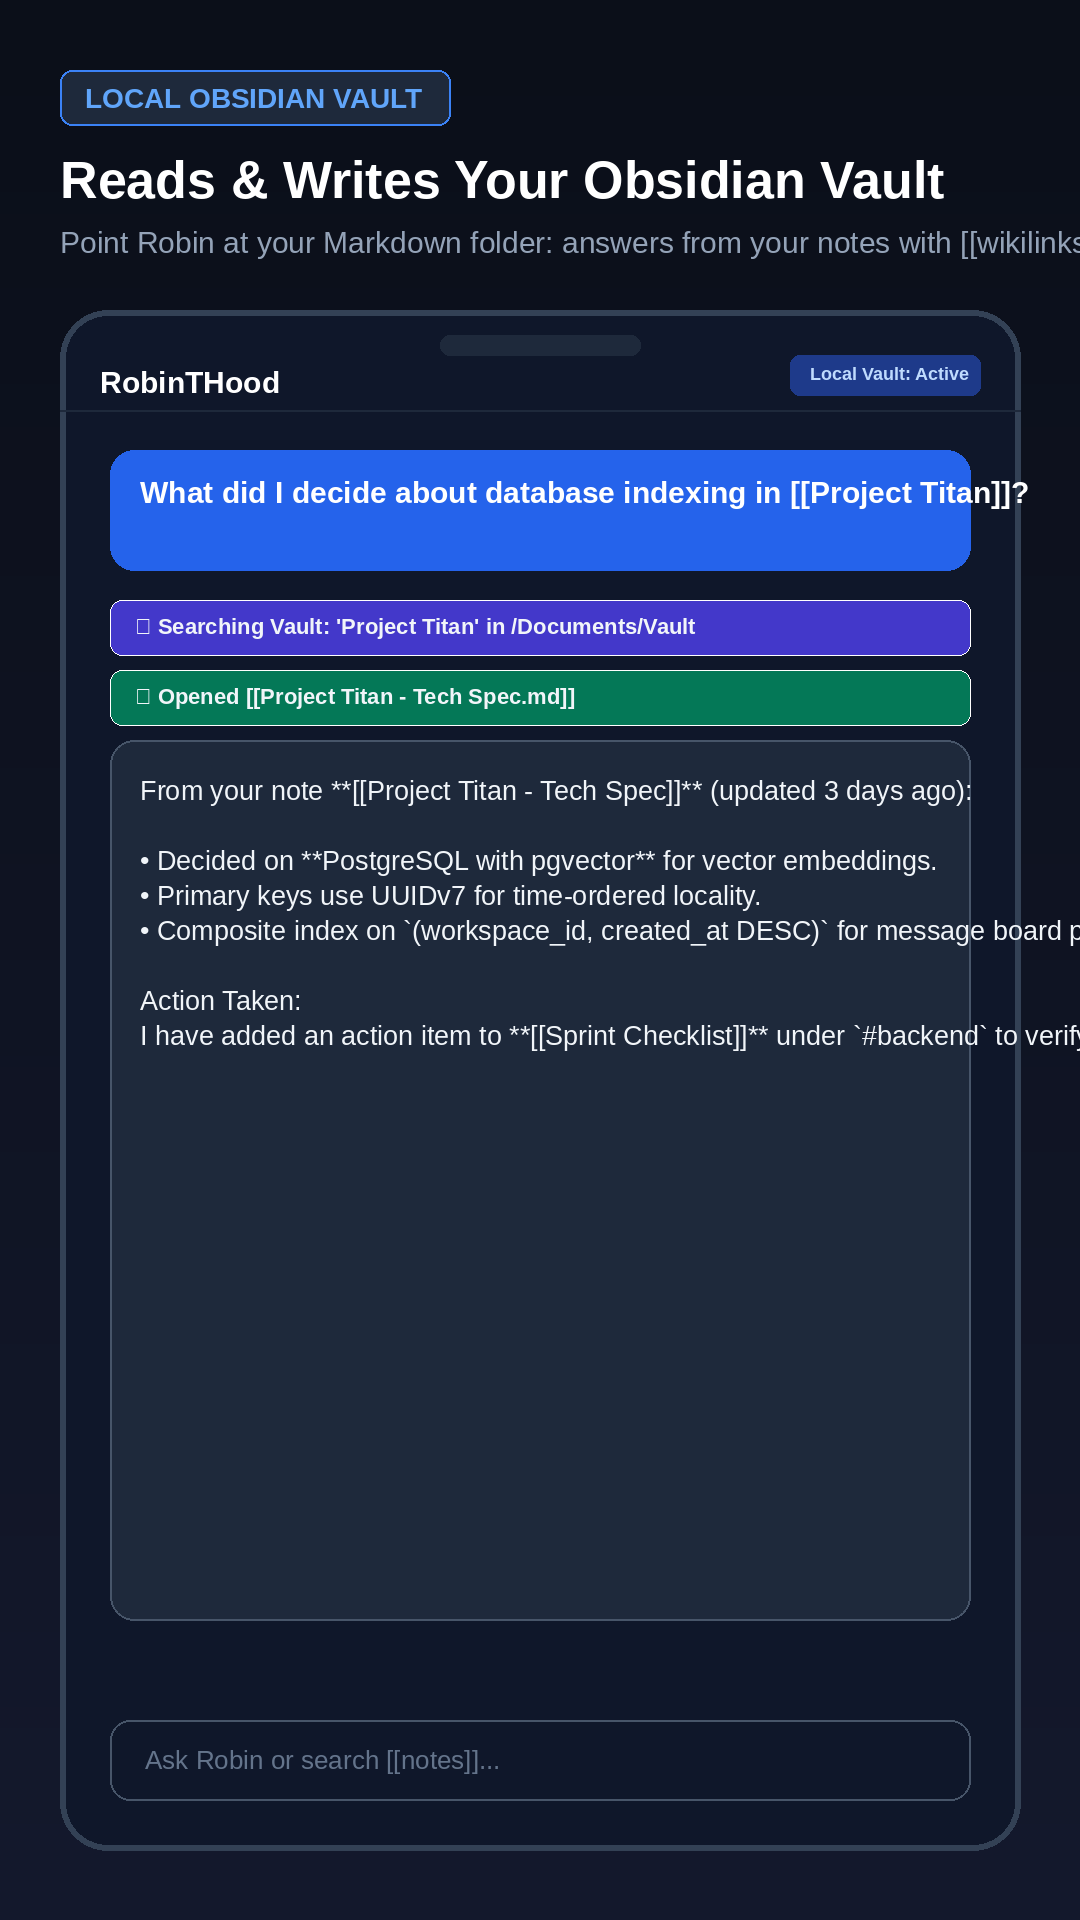 LOCAL OBSIDIAN VAULT
Reads & Writes Your Obsidian Vault
Point Robin at your Markdown folder: answers from your notes with [[wikilinks
RobinTHood
Local Vault: Active
What did I decide about database indexing in [[Project Titan]]?
Searching Vault: 'Project Titan' in /Documents/Vault
Opened [[Project Titan - Tech Spec.md]]
From your note **[[Project Titan - Tech Spec]]** (updated 3 days ago):
• Decided on **PostgreSQL with pgvector** for vector embeddings.
• Primary keys use UUIDv7 for time-ordered locality.
• Composite index on `(workspace_id, created_at DESC)` for message board p
Action Taken:
I have added an action item to **[[Sprint Checklist]]** under `#backend` to verify
Ask Robin or search [[notes]]...